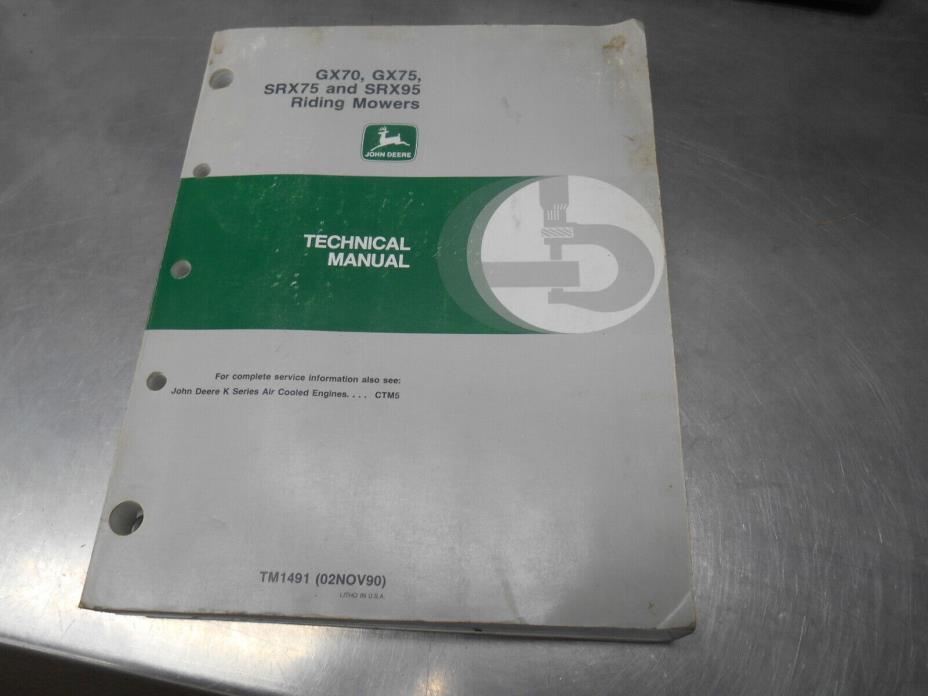 GX70, GX75,
SRX75 and SRX95
Riding Mowers
JOHN DEERE
TECHNICAL
MANUAL
For complete service information also see:
John Deere K Series Air Cooled Engines. . . . CTM5
TM1491 (02NOV90)
LITHO IN U.S.A.